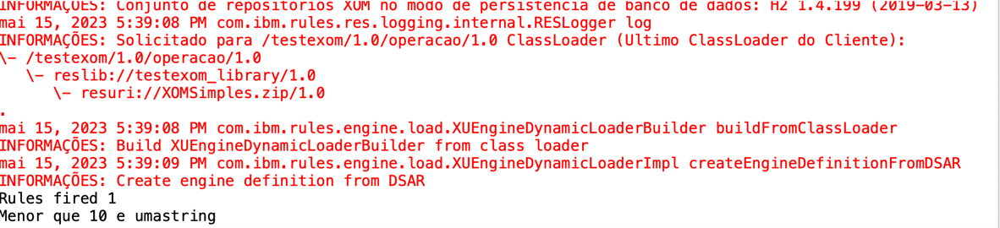 INFORMAÇÕES: Conjunto de repositórios XOM no modo de persistência de banco de dados: H2 1.4.199 (2019-03-13)
mai 15, 2023 5:39:08 PM com.ibm.rules.res.logging.internal.RESLogger log
INFORMAÇÕES: Solicitado para /testexom/1.0/operacao/1.0 ClassLoader (Ultimo ClassLoader do Cliente):
\- /testexom/1.0/operacao/1.0
\- reslib://testexom_library/1.0
\- resuri://XOMSimples.zip/1.0
.
mai 15, 2023 5:39:08 PM com.ibm.rules.engine.load.XUEngineDynamicLoaderBuilder buildFromClassLoader
INFORMAÇÕES: Build XUEngineDynamicLoaderBuilder from class loader
mai 15, 2023 5:39:09 PM com.ibm.rules.engine.load.XUEngineDynamicLoaderImpl createEngineDefinitionFromDSAR
INFORMAÇÕES: Create engine definition from DSAR
Rules fired 1
Menor que 10 e umastring